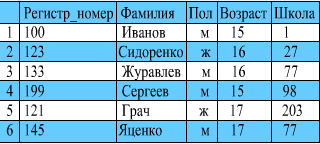 Регистр_номер Фамилия Пол Возраст Школа
1 100 Иванов м 15 1
2 123 Сидоренко ж 16 27
3 133 Журавлев м 16 77
4 199 Сергеев м 15 98
5 121 Грач ж 17 203
6 145 Яценко м 17 77